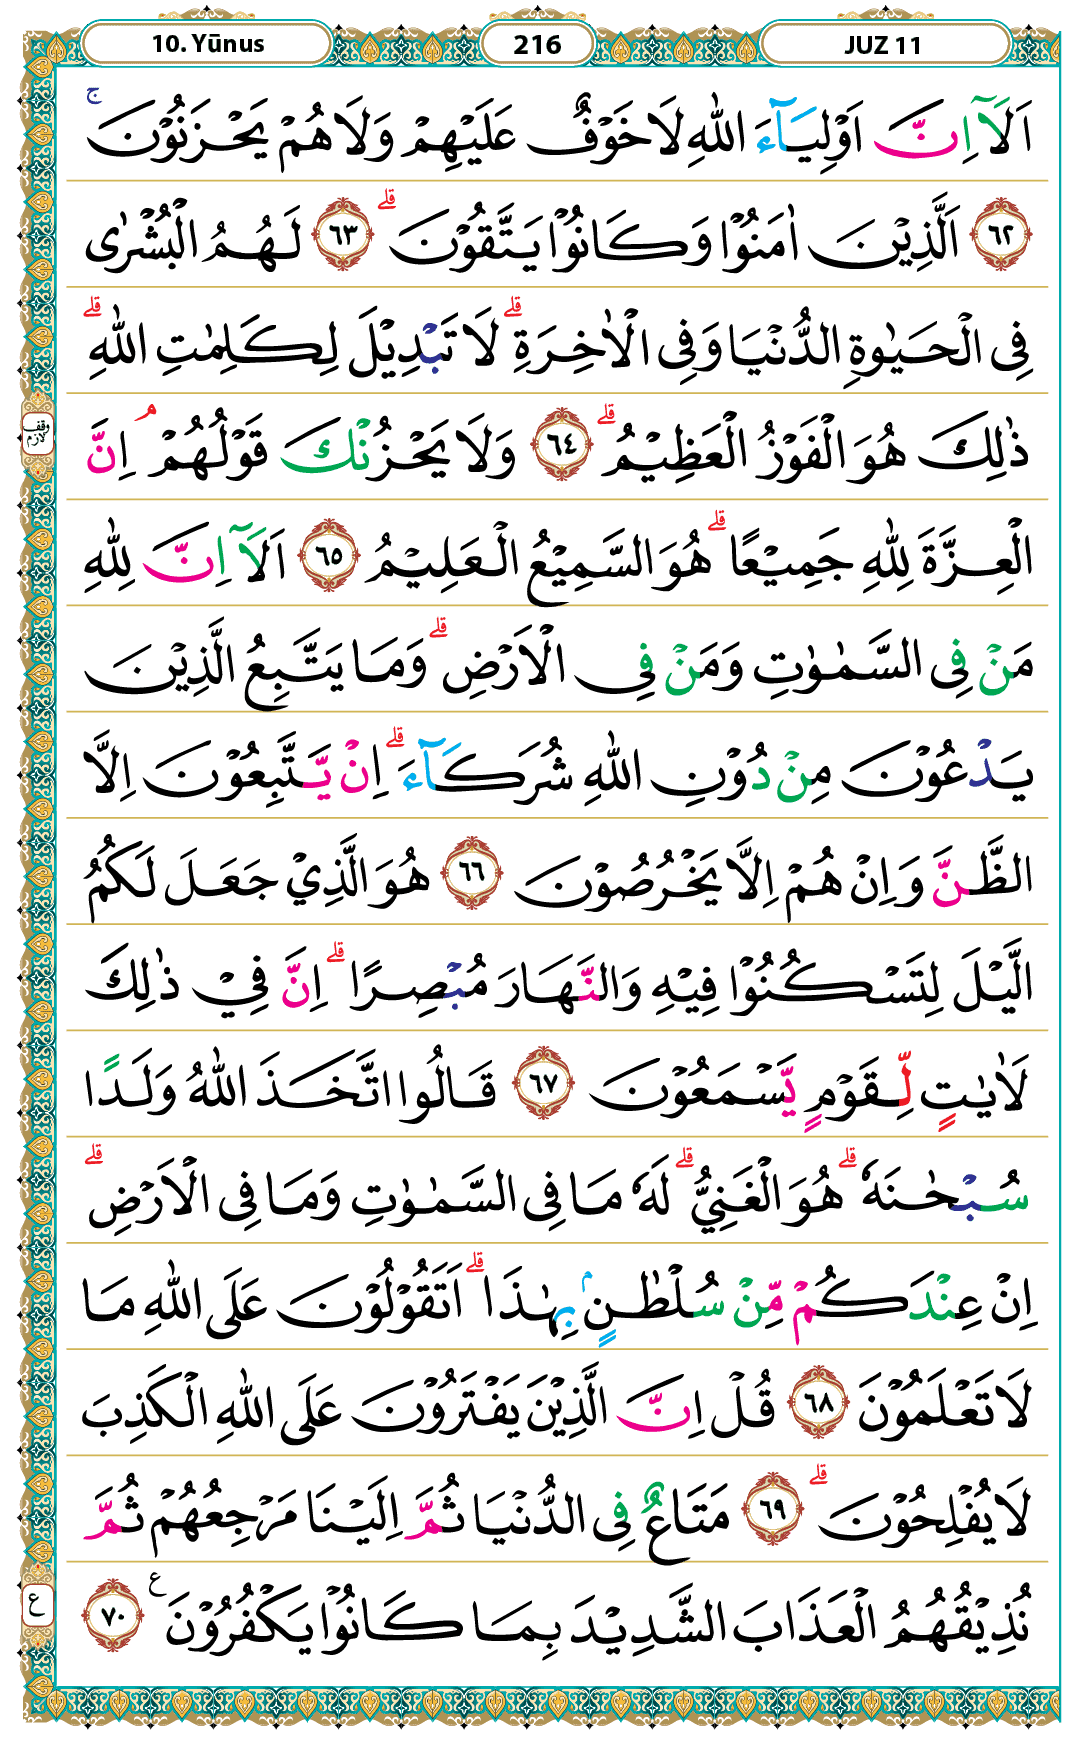 10. Yūnus
216
JUZ 11
اَلَاۤ اِنَّ اَوْلِيَآءَ اللّٰهِ لَا خَوْفٌ عَلَيْهِمْ وَلَا هُمْ يَحْزَنُوْنَ ۚ
٦٢ اَلَّذِيْنَ اٰمَنُوْا وَكَانُوْا يَتَّقُوْنَ ۗ ٦٣ لَهُمُ الْبُشْرٰى
فِى الْحَيٰوةِ الدُّنْيَا وَفِى الْاٰخِرَةِ ۗ لَا تَبْدِيْلَ لِكَلِمٰتِ اللّٰهِ ۗ
ذٰلِكَ هُوَ الْفَوْزُ الْعَظِيْمُ ۗ ٦٤ وَلَا يَحْزُنْكَ قَوْلُهُمْ ۘ اِنَّ
وقف لازم
الْعِزَّةَ لِلّٰهِ جَمِيْعًا ۗ هُوَ السَّمِيْعُ الْعَلِيْمُ ٦٥ اَلَاۤ اِنَّ لِلّٰهِ
مَنْ فِى السَّمٰوٰتِ وَمَنْ فِى الْاَرْضِ ۗ وَمَا يَتَّبِعُ الَّذِيْنَ
يَدْعُوْنَ مِنْ دُوْنِ اللّٰهِ شُرَكَآءَ ۗ اِنْ يَّتَّبِعُوْنَ اِلَّا
الظَّنَّ وَاِنْ هُمْ اِلَّا يَخْرُصُوْنَ ٦٦ هُوَ الَّذِيْ جَعَلَ لَكُمُ
الَّيْلَ لِتَسْكُنُوْا فِيْهِ وَالنَّهَارَ مُبْصِرًا ۗ اِنَّ فِيْ ذٰلِكَ
لَاٰيٰتٍ لِّقَوْمٍ يَّسْمَعُوْنَ ٦٧ قَالُوا اتَّخَذَ اللّٰهُ وَلَدًا
سُبْحٰنَهٗ ۗ هُوَ الْغَنِيُّ ۗ لَهٗ مَا فِى السَّمٰوٰتِ وَمَا فِى الْاَرْضِ ۗ
اِنْ عِنْدَكُمْ مِّنْ سُلْطٰنٍۢ بِهٰذَا ۗ اَتَقُوْلُوْنَ عَلَى اللّٰهِ مَا
لَا تَعْلَمُوْنَ ٦٨ قُلْ اِنَّ الَّذِيْنَ يَفْتَرُوْنَ عَلَى اللّٰهِ الْكَذِبَ
لَا يُفْلِحُوْنَ ۗ ٦٩ مَتَاعٌ فِى الدُّنْيَا ثُمَّ اِلَيْنَا مَرْجِعُهُمْ ثُمَّ
نُذِيْقُهُمُ الْعَذَابَ الشَّدِيْدَ بِمَا كَانُوْا يَكْفُرُوْنَ ع ٧٠
ع